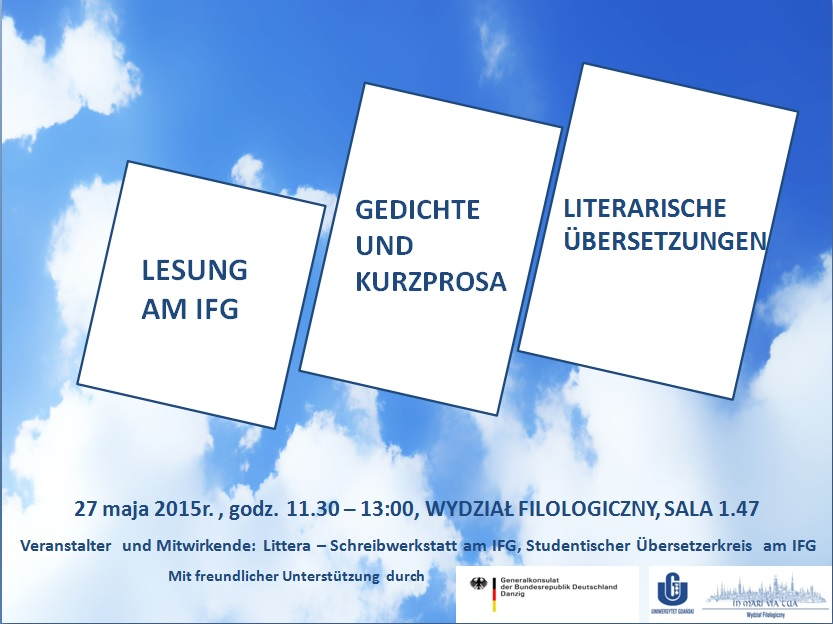 LESUNG
AM IFG
GEDICHTE
UND
KURZPROSA
LITERARISCHE
ÜBERSETZUNGEN
27 maja 2015r. , godz. 11.30 – 13:00, WYDZIAŁ FILOLOGICZNY, SALA 1.47
Veranstalter und Mitwirkende: Littera – Schreibwerkstatt am IFG, Studentischer Übersetzerkreis am IFG
Mit freundlicher Unterstützung durch
Generalkonsulat
der Bundesrepublik Deutschland
Danzig
UNIWERSYTET GDAŃSKI
IN MARI VIA TUA
Wydział Filologiczny